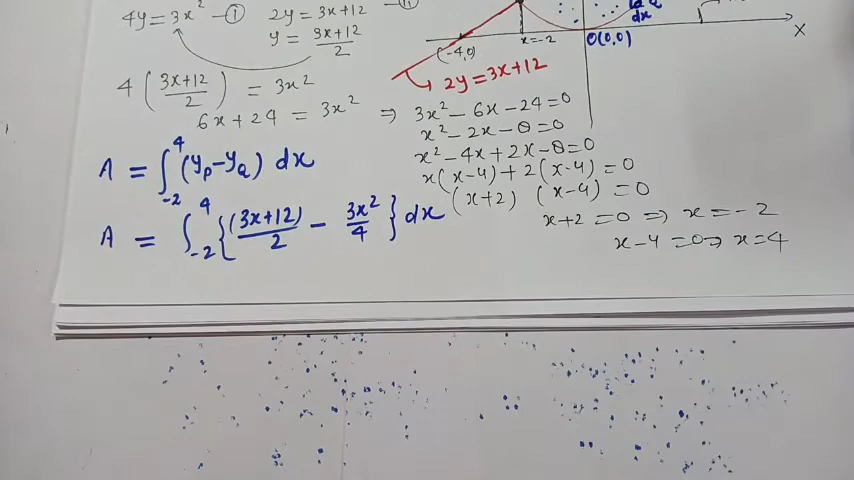 4y = 3x² -① 2y = 3x+12
y = 3x+12/2
4 (3x+12/2) = 3x²
6x + 24 = 3x² ⇒ 3x² - 6x - 24 = 0
x² - 2x - 8 = 0
x² - 4x + 2x - 8 = 0
x(x-4) + 2(x-4) = 0
(x+2) (x-4) = 0
x+2 = 0 ⇒ x = -2
x-4 = 0 ⇒ x = 4
A = ∫₋₂⁴ (yₚ - y_Q) dx
A = ∫₋₂⁴ {(3x+12)/2 - 3x²/4} dx
(-4,0)
x=-2
O(0,0)
dx
X
2y = 3x+12